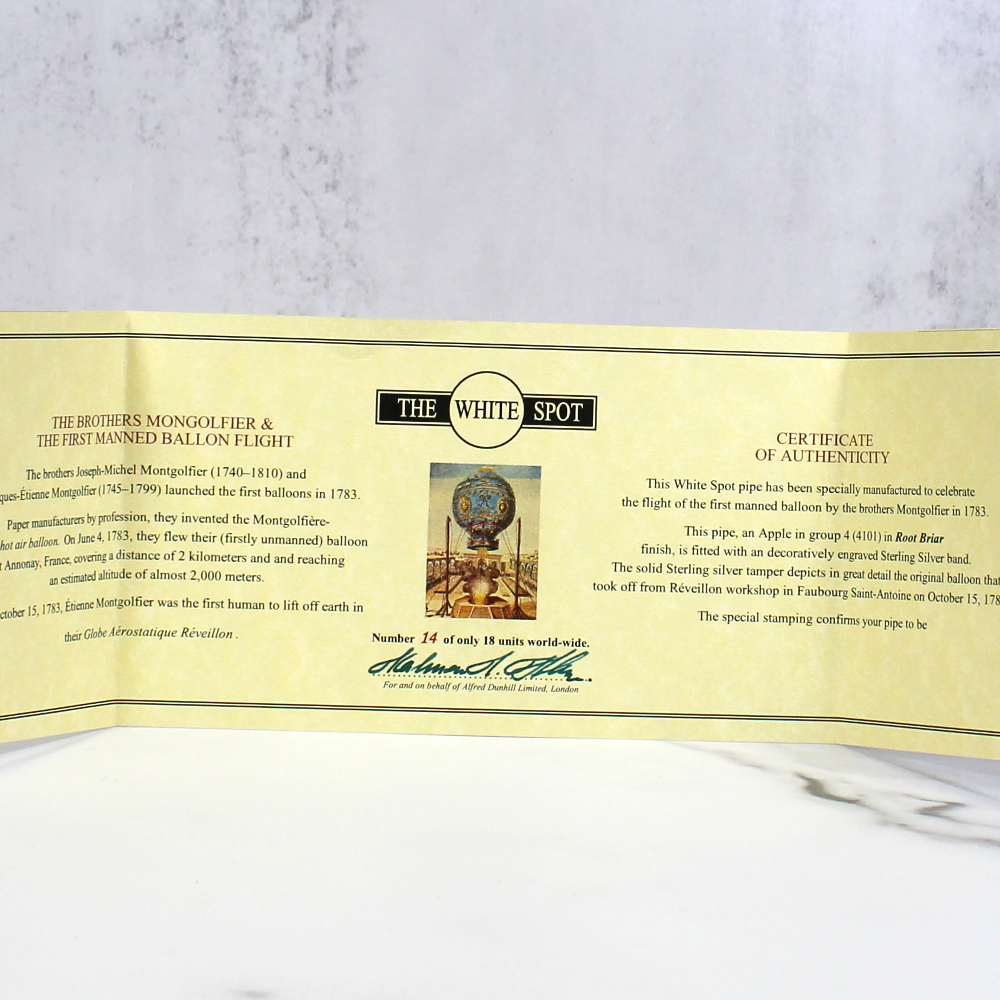 THE BROTHERS MONGOLFIER &
THE FIRST MANNED BALLON FLIGHT
The brothers Joseph-Michel Montgolfier (1740–1810) and
ques-Étienne Montgolfier (1745–1799) launched the first balloons in 1783.
Paper manufacturers by profession, they invented the Montgolfière-
hot air balloon. On June 4, 1783, they flew their (firstly unmanned) balloon
t Annonay, France, covering a distance of 2 kilometers and and reaching
an estimated altitude of almost 2,000 meters.
ctober 15, 1783, Étienne Montgolfier was the first human to lift off earth in
their Globe Aérostatique Réveillon .
THE WHITE SPOT
Number 14 of only 18 units world-wide.
For and on behalf of Alfred Dunhill Limited, London
CERTIFICATE
OF AUTHENTICITY
This White Spot pipe has been specially manufactured to celebrate
the flight of the first manned balloon by the brothers Montgolfier in 1783.
This pipe, an Apple in group 4 (4101) in Root Briar
finish, is fitted with an decoratively engraved Sterling Silver band.
The solid Sterling silver tamper depicts in great detail the original balloon that
took off from Réveillon workshop in Faubourg Saint-Antoine on October 15, 178
The special stamping confirms your pipe to be